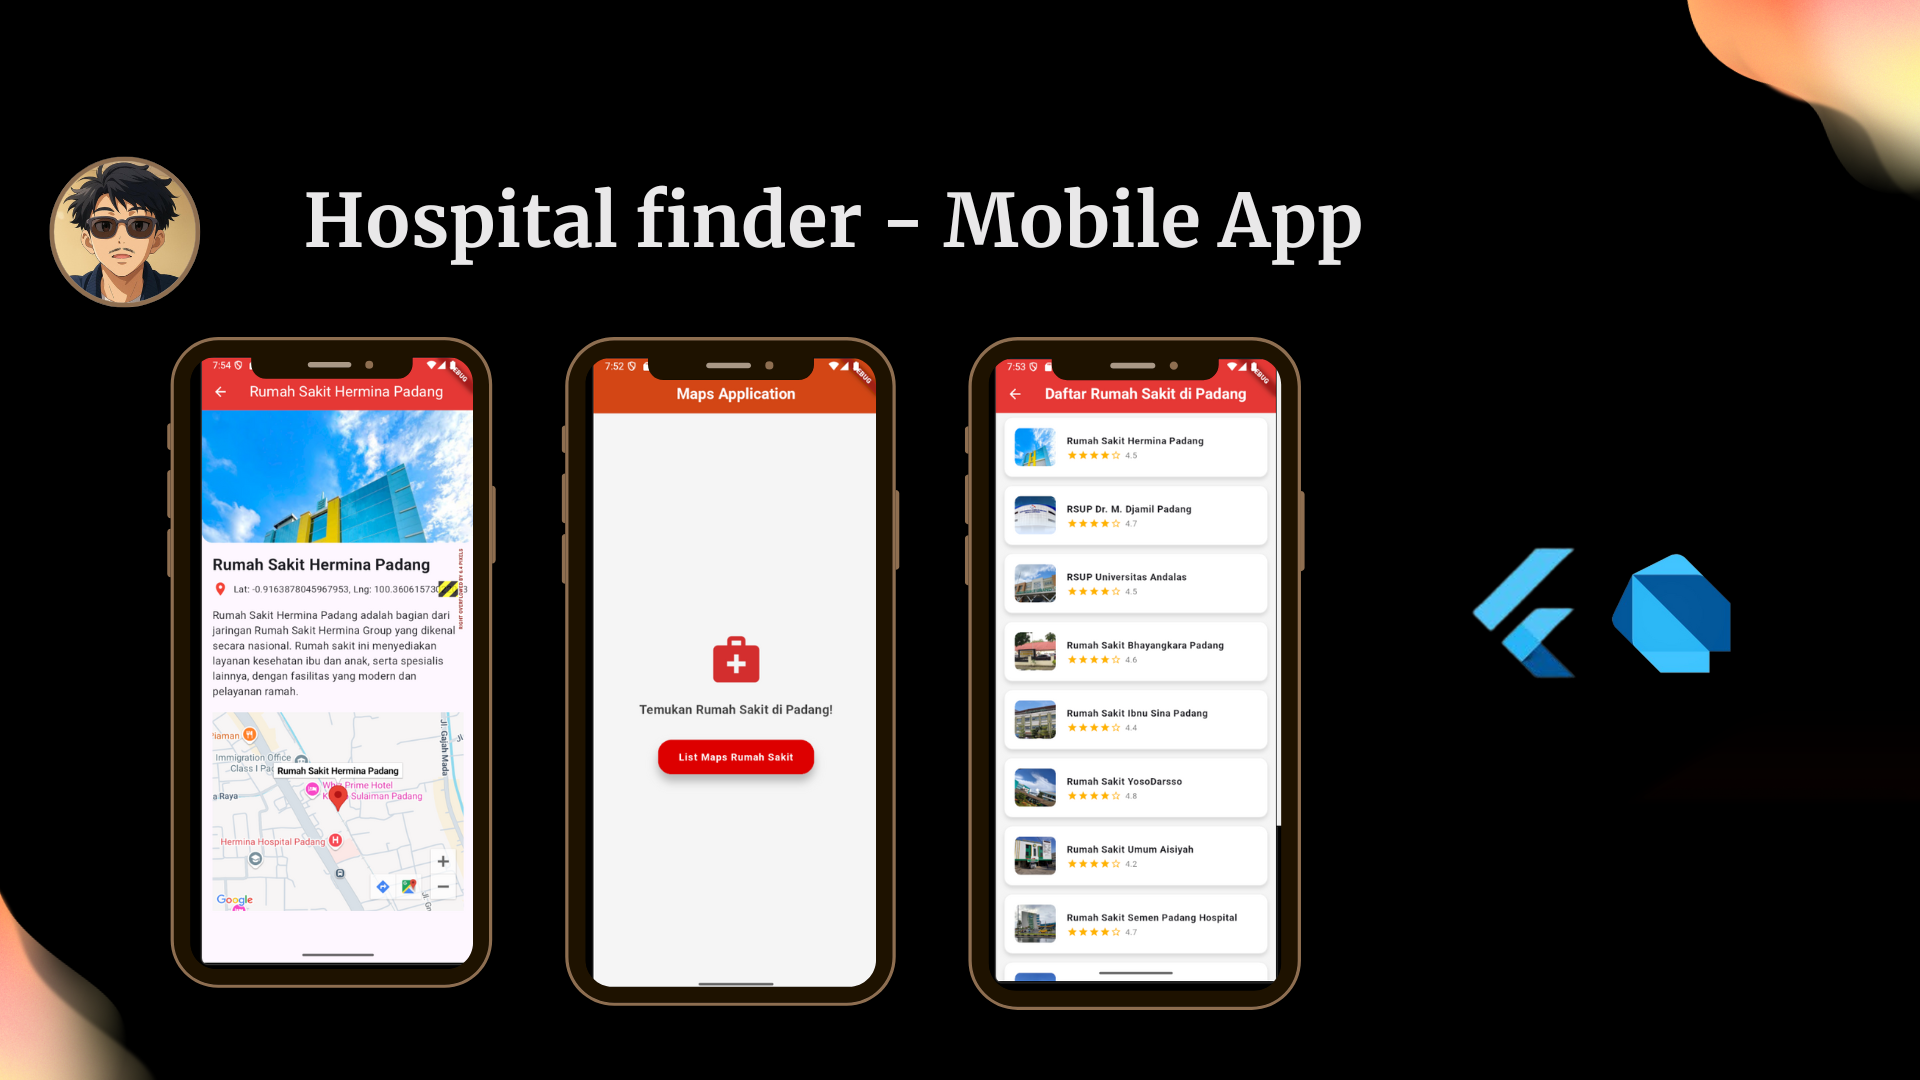 Hospital finder - Mobile App
7:54
Rumah Sakit Hermina Padang
Rumah Sakit Hermina Padang
Lat: -0.9163878045967953, Lng: 100.36061573
RIGHT OVERFLOWED BY 6.4 PIXELS
Rumah Sakit Hermina Padang adalah bagian dari
jaringan Rumah Sakit Hermina Group yang dikenal
secara nasional. Rumah sakit ini menyediakan
layanan kesehatan ibu dan anak, serta spesialis
lainnya, dengan fasilitas yang modern dan
pelayanan ramah.
Immigration Office
Class I
Rumah Sakit Hermina Padang
Prime Hotel
Sulaiman Padang
Raya
Jl. Gajah Mada
Hermina Hospital Padang
Google
7:52
Maps Application
Temukan Rumah Sakit di Padang!
List Maps Rumah Sakit
7:53
Daftar Rumah Sakit di Padang
Rumah Sakit Hermina Padang
4.5
RSUP Dr. M. Djamil Padang
4.7
RSUP Universitas Andalas
4.5
Rumah Sakit Bhayangkara Padang
4.6
Rumah Sakit Ibnu Sina Padang
4.4
Rumah Sakit YosoDarsso
4.8
Rumah Sakit Umum Aisiyah
4.2
Rumah Sakit Semen Padang Hospital
4.7